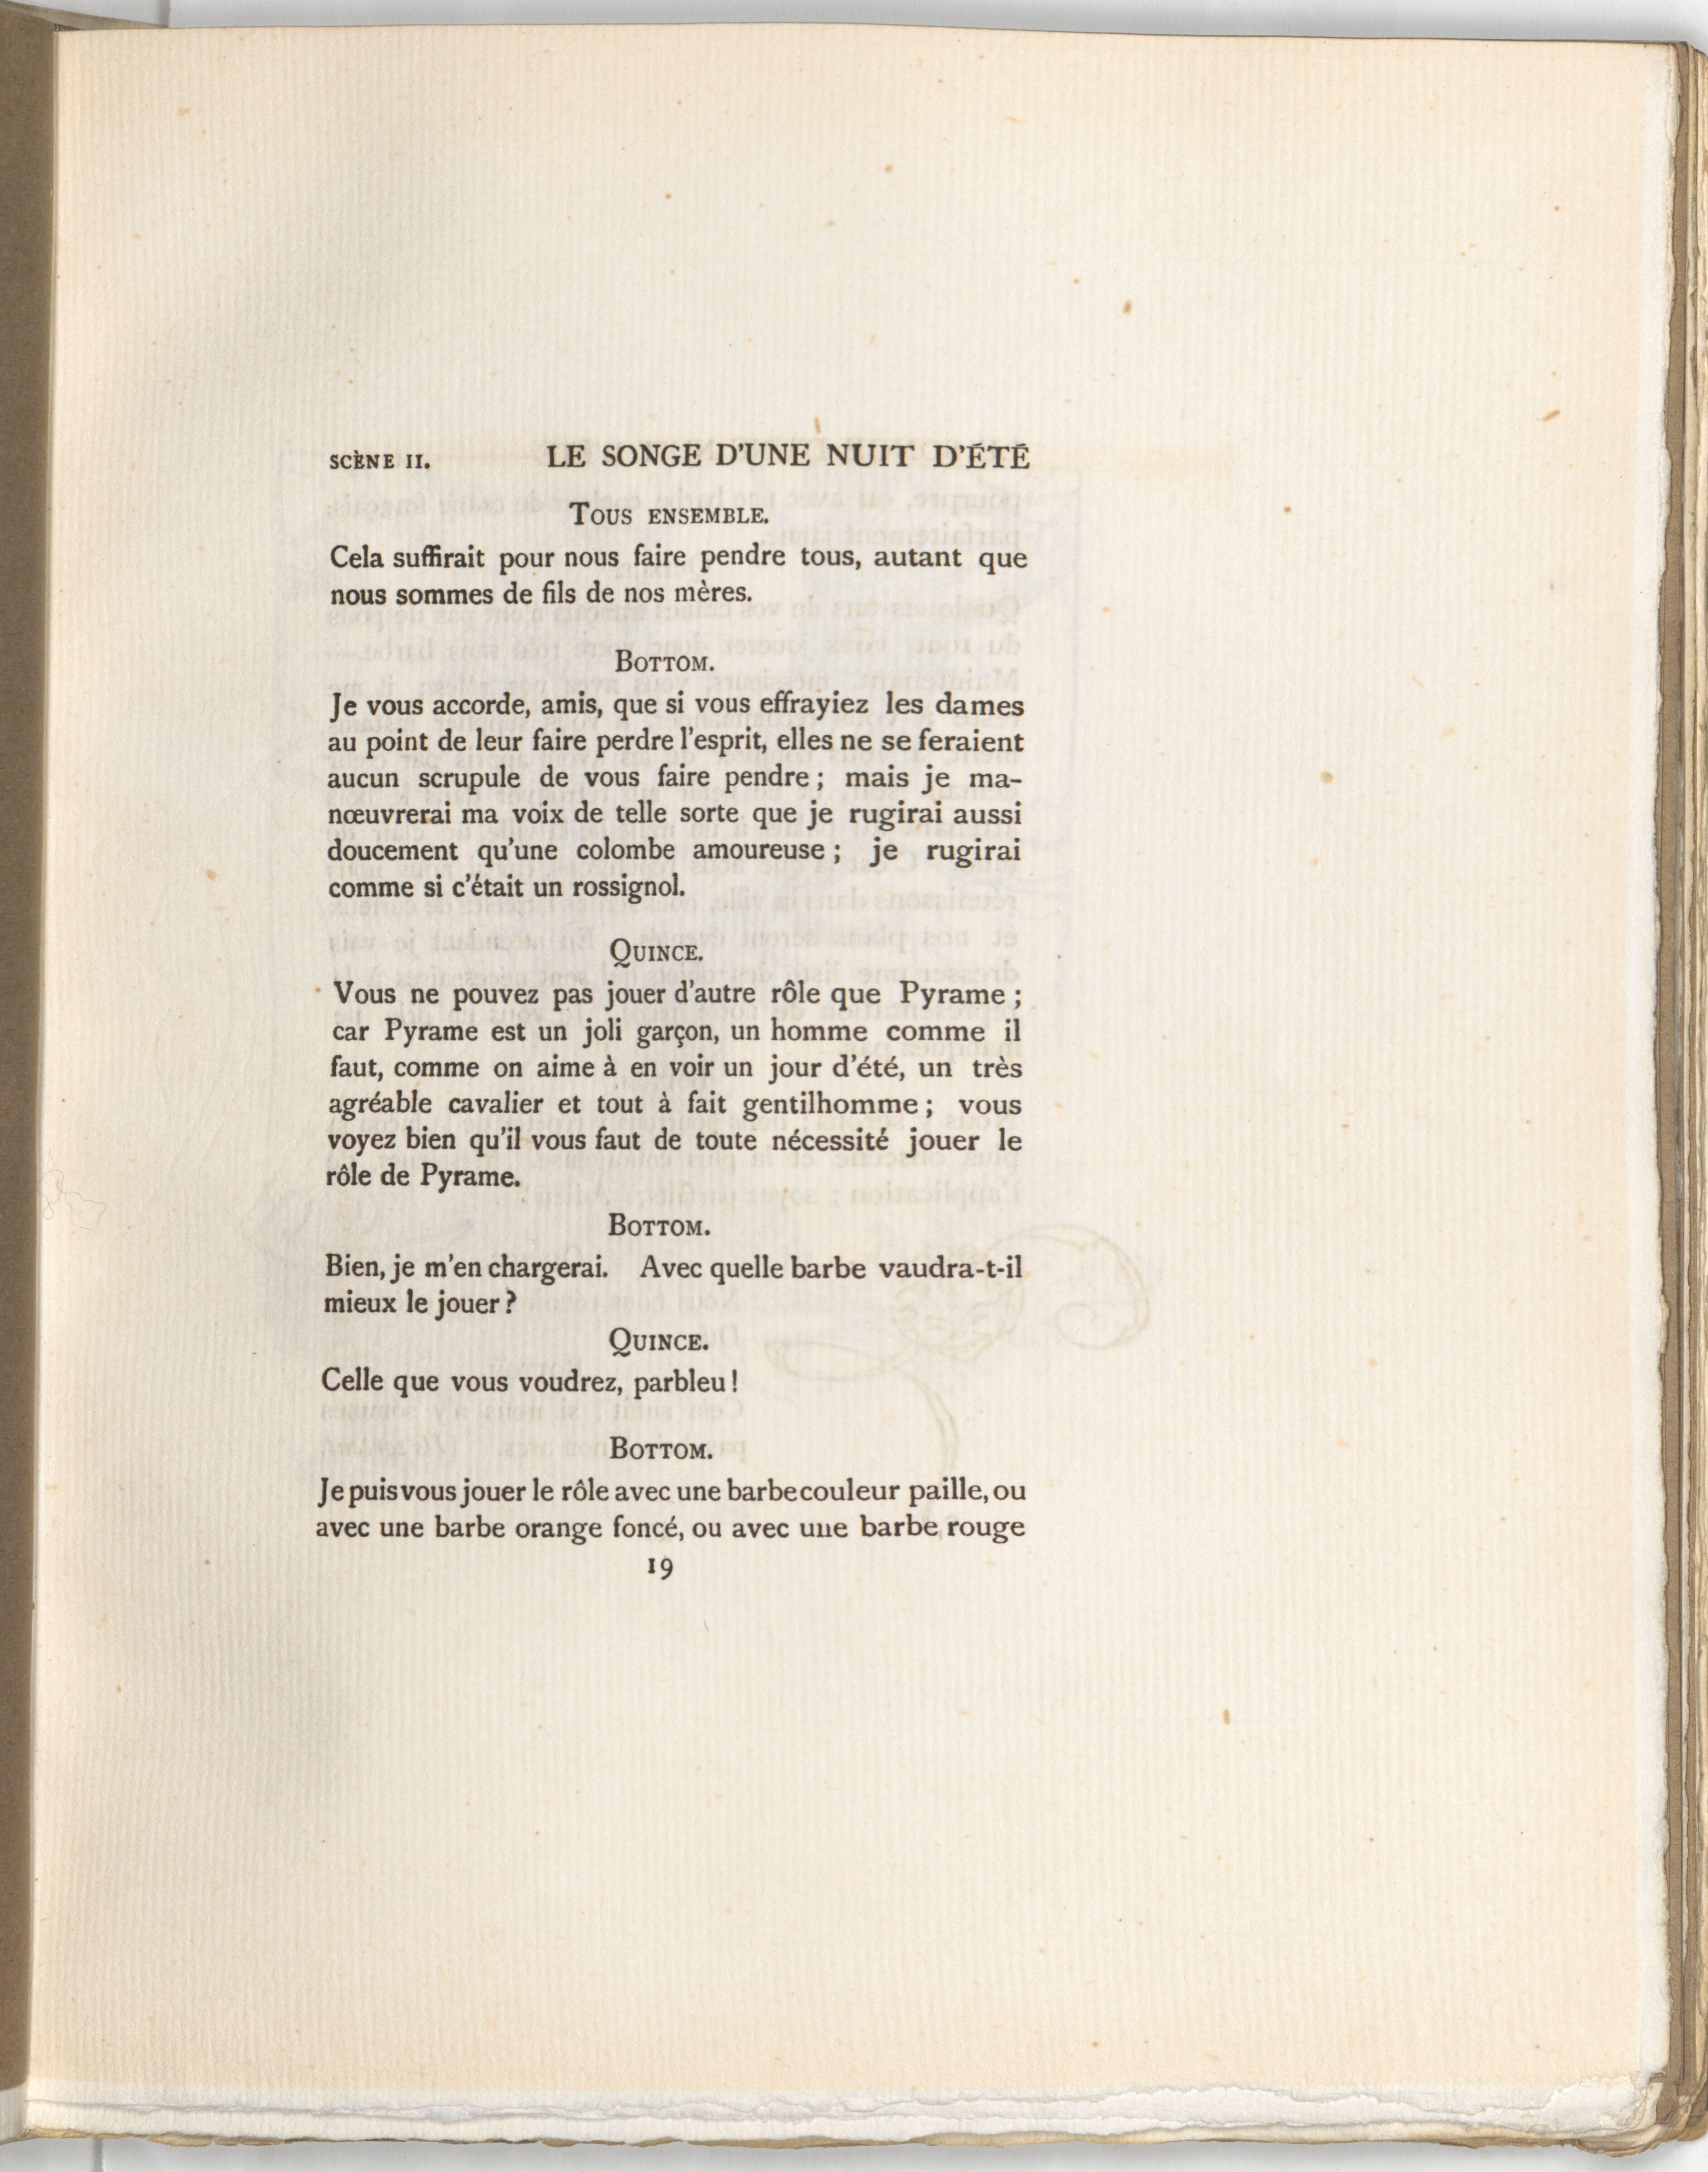 SCÈNE II. LE SONGE D'UNE NUIT D'ÉTÉ
TOUS ENSEMBLE.
Cela suffirait pour nous faire pendre tous, autant que
nous sommes de fils de nos mères.
BOTTOM.
Je vous accorde, amis, que si vous effrayiez les dames
au point de leur faire perdre l'esprit, elles ne se feraient
aucun scrupule de vous faire pendre ; mais je ma-
nœuvrerai ma voix de telle sorte que je rugirai aussi
doucement qu'une colombe amoureuse ; je rugirai
comme si c'était un rossignol.
QUINCE.
Vous ne pouvez pas jouer d'autre rôle que Pyrame ;
car Pyrame est un joli garçon, un homme comme il
faut, comme on aime à en voir un jour d'été, un très
agréable cavalier et tout à fait gentilhomme ; vous
voyez bien qu'il vous faut de toute nécessité jouer le
rôle de Pyrame.
BOTTOM.
Bien, je m'en chargerai. Avec quelle barbe vaudra-t-il
mieux le jouer ?
QUINCE.
Celle que vous voudrez, parbleu !
BOTTOM.
Je puis vous jouer le rôle avec une barbe couleur paille, ou
avec une barbe orange foncé, ou avec une barbe rouge
19